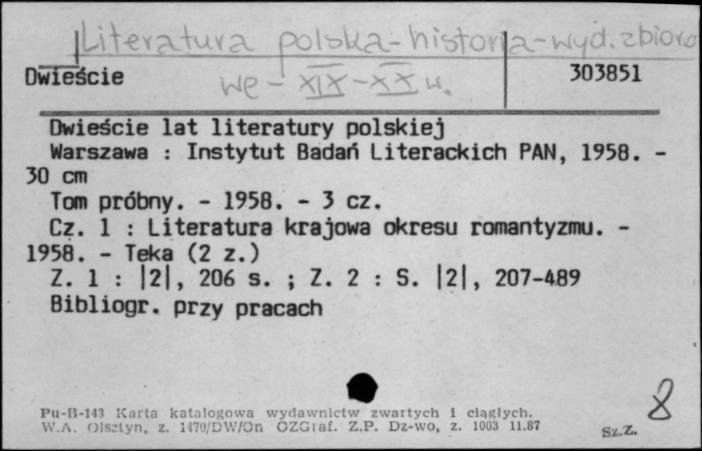 Literatura polska - historia - wyd. zbioro
we - XIX - XX w.
Dwieście 303851
Dwieście lat literatury polskiej
Warszawa : Instytut Badań Literackich PAN, 1958. -
30 cm
Tom próbny. - 1958. - 3 cz.
Cz. 1 : Literatura krajowa okresu romantyzmu. -
1958. - Teka (2 z.)
Z. 1 : |2|, 206 s. ; Z. 2 : S. |2|, 207-489
Bibliogr. przy pracach
8
Pu-B-143 Karta katalogowa wydawnictw zwartych i ciągłych.
W.A. Olsztyn, z. 1470/DW/On OZGraf. Z.P. Dz-wo, z. 1003 11.87
Sz.Z.